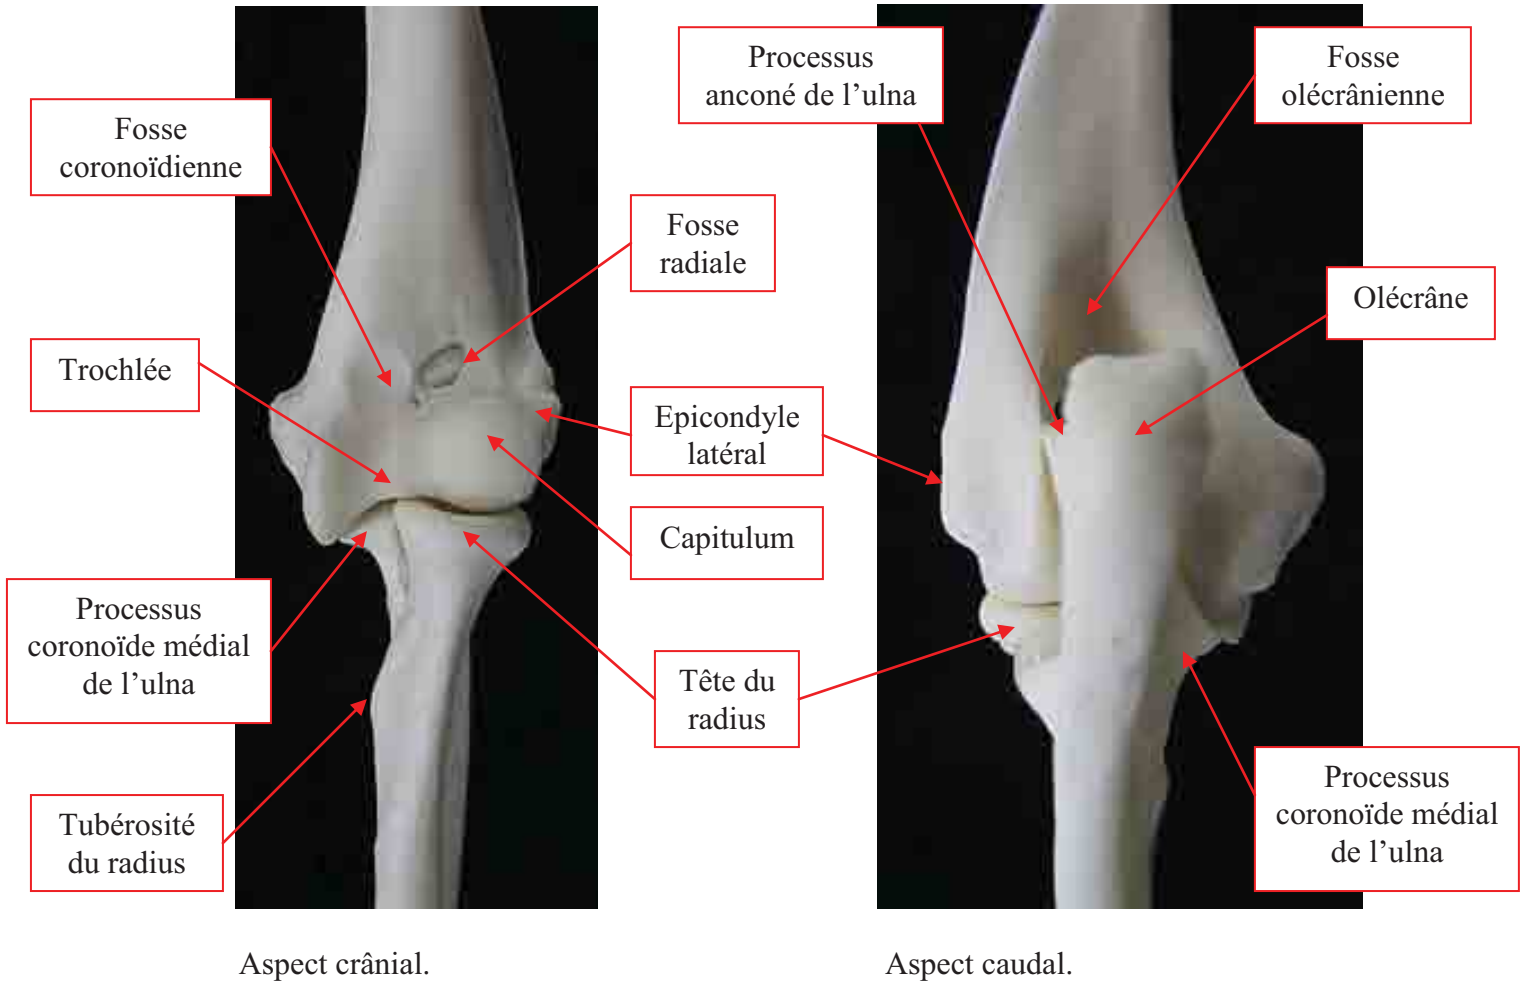 Processus
anconé de l’ulna
Fosse
olécrânienne
Fosse
coronoïdienne
Fosse
radiale
Olécrâne
Trochlée
Epicondyle
latéral
Capitulum
Processus
coronoïde médial
de l’ulna
Tête du
radius
Processus
coronoïde médial
de l’ulna
Tubérosité
du radius
Aspect crânial.
Aspect caudal.